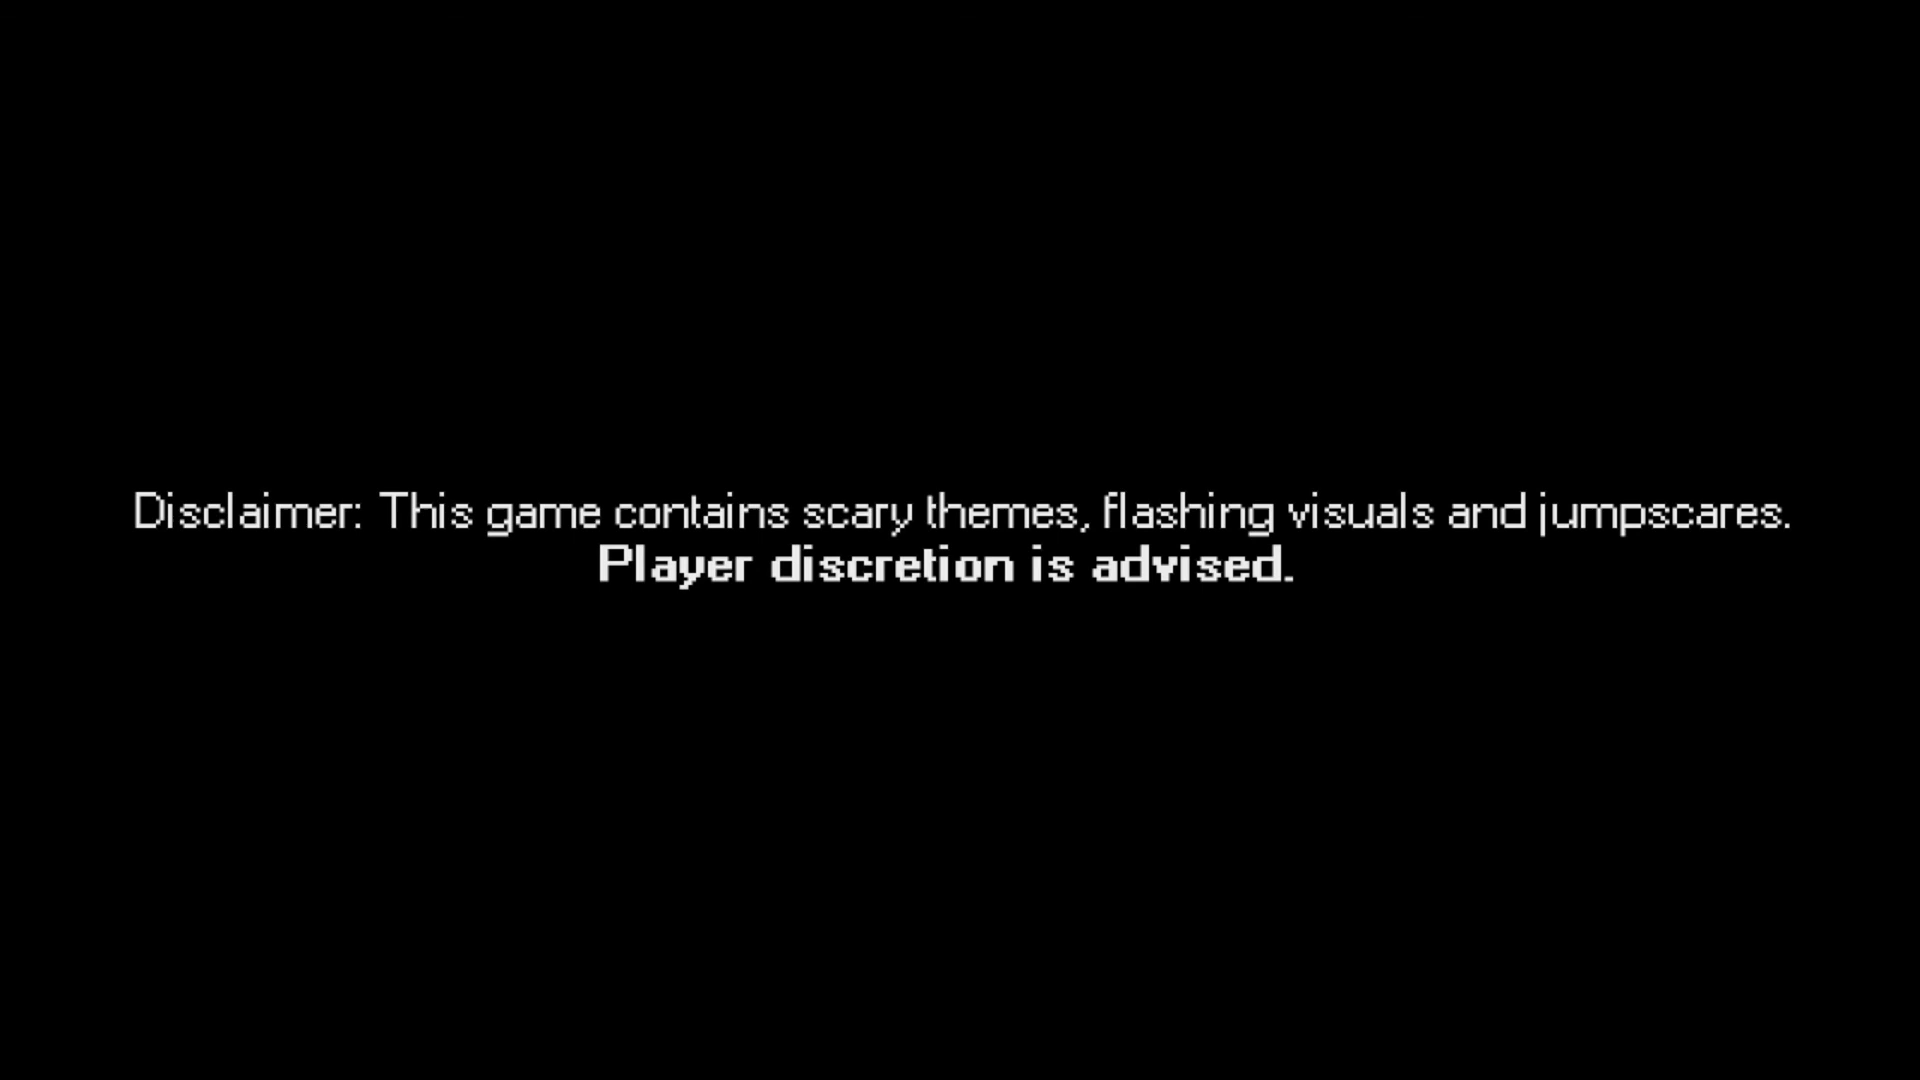 Disclaimer: This game contains scary themes, flashing visuals and jumpscares.
Player discretion is advised.